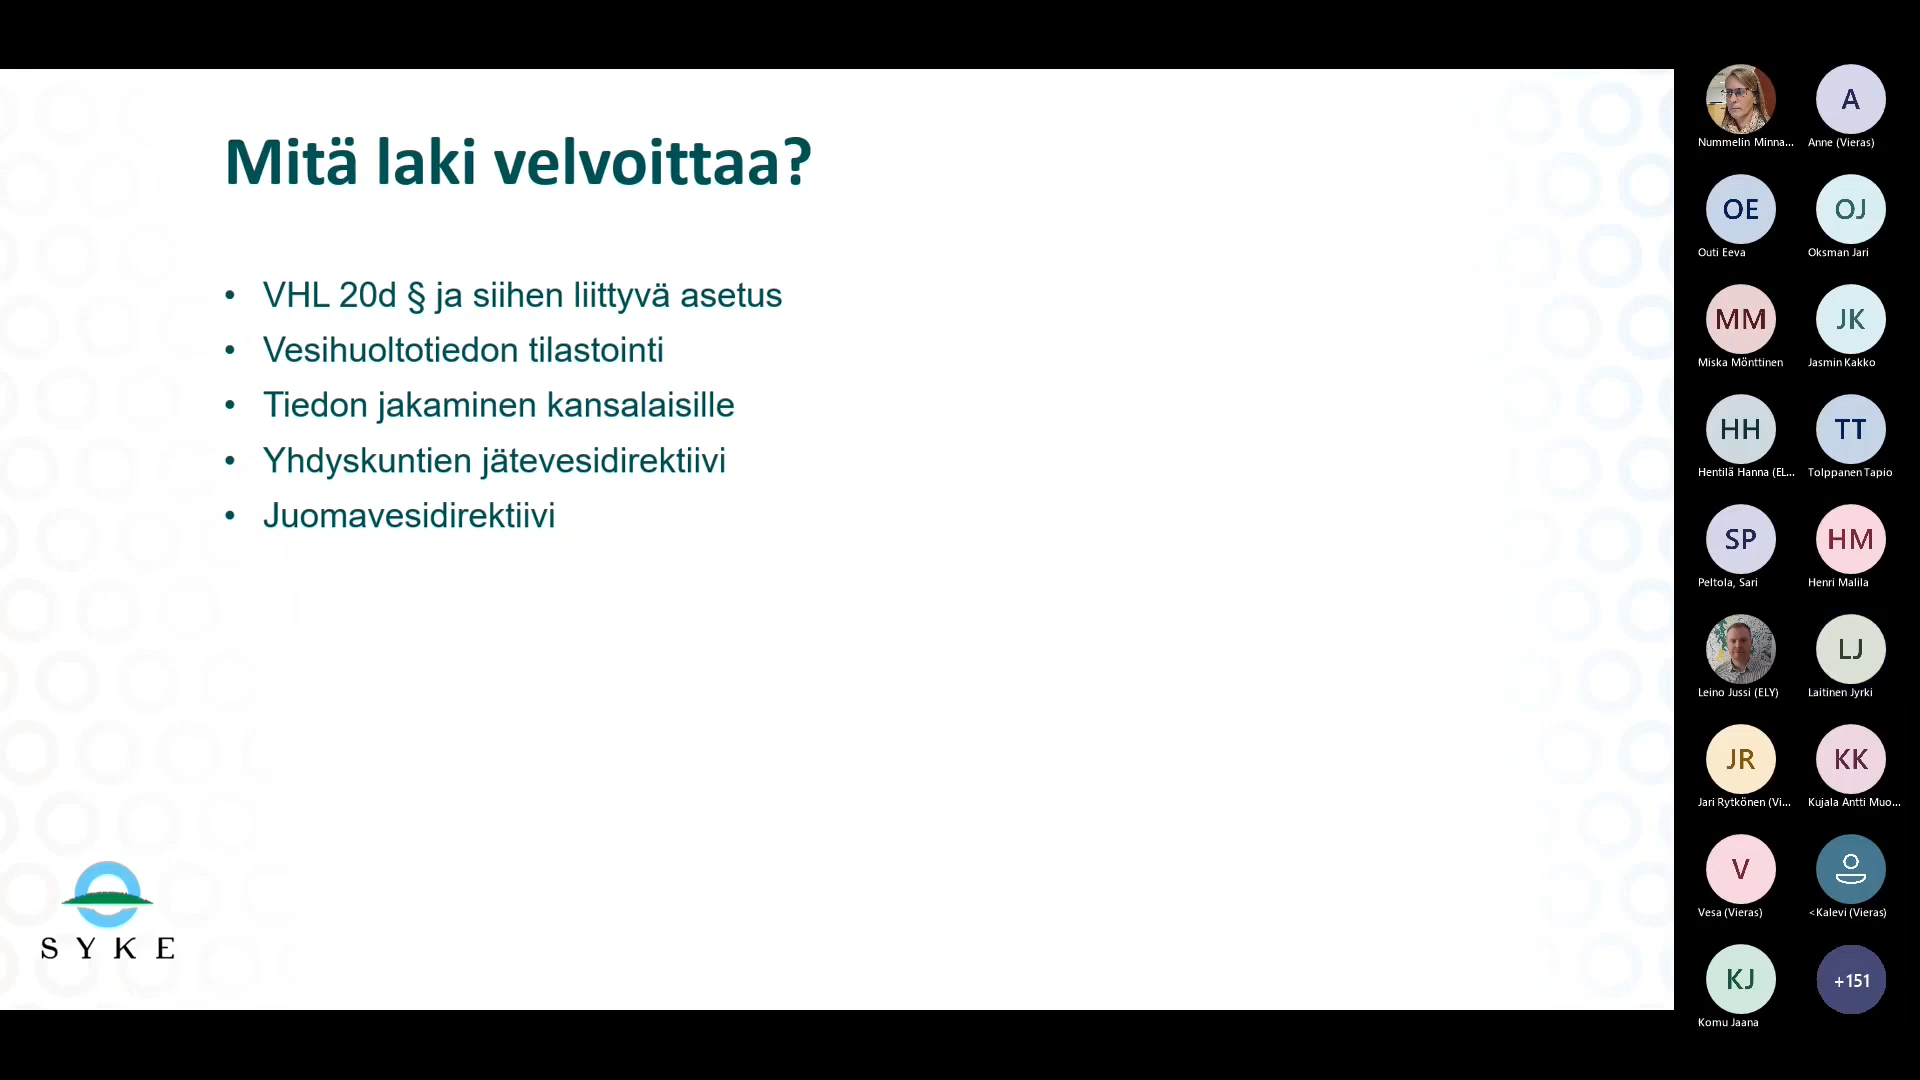 Mitä laki velvoittaa?
• VHL 20d § ja siihen liittyvä asetus
• Vesihuoltotiedon tilastointi
• Tiedon jakaminen kansalaisille
• Yhdyskuntien jätevesidirektiivi
• Juomavesidirektiivi
SYKE
Nummelin Minna...
A
Anne (Vieras)
OE
Outi Eeva
OJ
Oksman Jari
MM
Miska Mönttinen
JK
Jasmin Kakko
HH
Hentilä Hanna (EL...
TT
Tolppanen Tapio
SP
Peltola, Sari
HM
Henri Malila
Leino Jussi (ELY)
LJ
Laitinen Jyrki
JR
Jari Rytkönen (Vi...
KK
Kujala Antti Muo...
V
Vesa (Vieras)
<Kalevi (Vieras)
KJ
Komu Jaana
+151